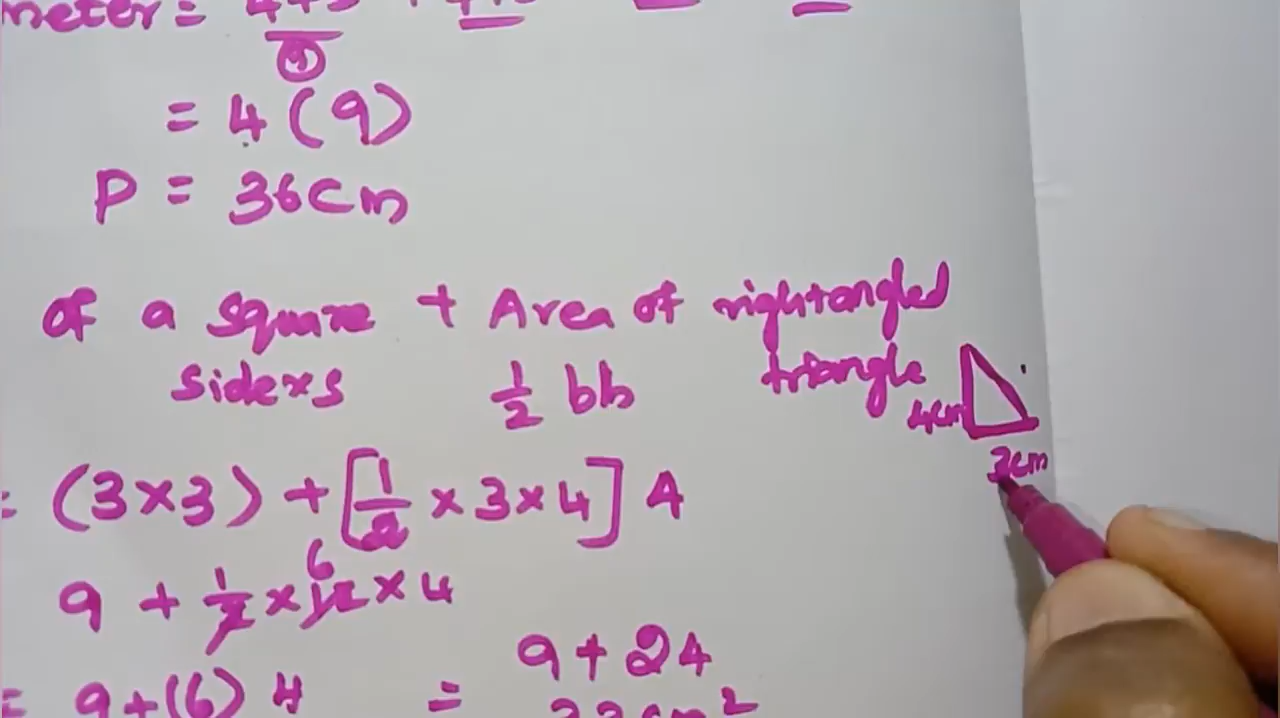 = 4 (9)
P = 36cm
of a square + Area of rightangled
sidexs 1/2 bh triangle
4cm
3cm
= (3×3) + [1/2 × 3 × 4] 4
9 + 1/2 × 12 × 4
6
= 9+(6) 4 = 9 + 24